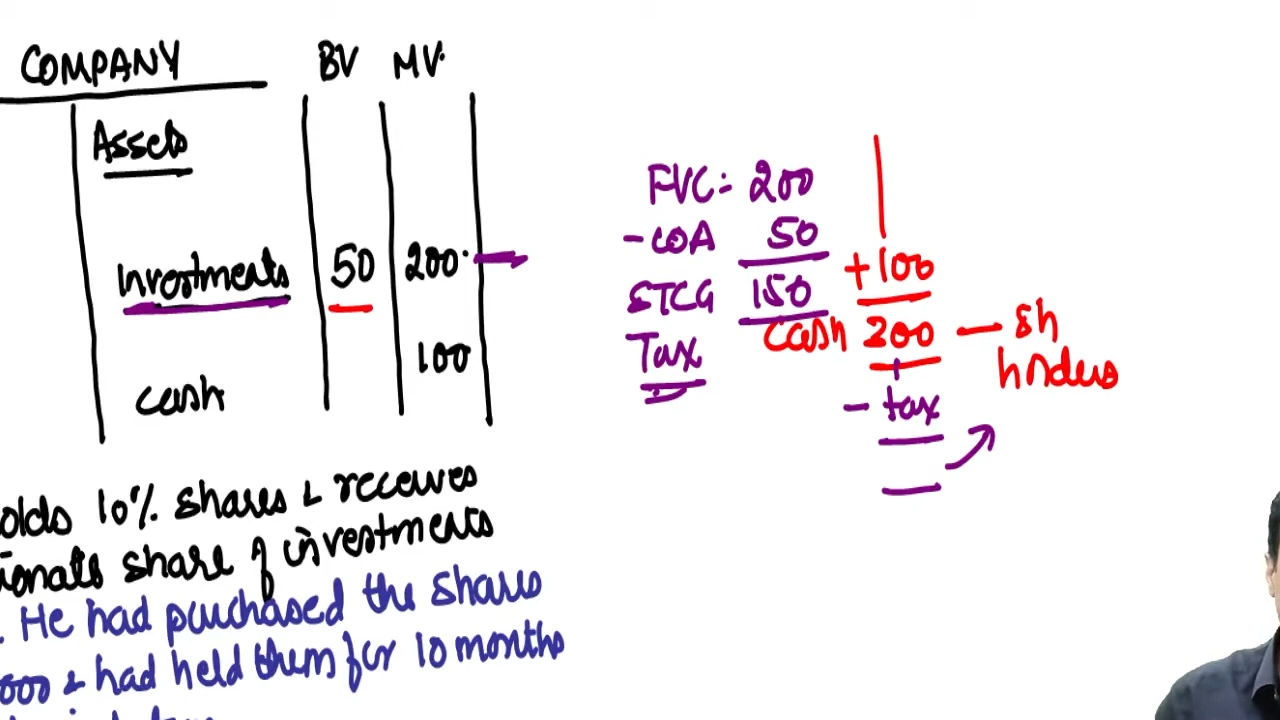 COMPANY BV MV
Assets
Investments 50 200
100
cash
FVC: 200
- COA 50
+100
STCG 150
cash 200 — sh
holders
Tax
- tax
holds 10% shares & receives
share of investments
. He had purchased the shares
000 & had held them for 10 months